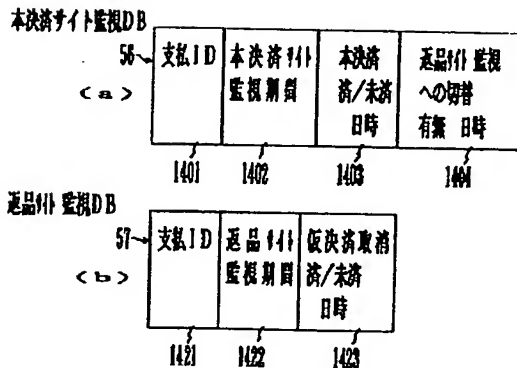 本決済サイト監視DB
56
<a>
支払ID
本決済サイト
監視期間
本決済
済/未済
日時
返品サイト監視
への切替
有無 日時
1401
1402
1403
1404
返品サイト監視DB
57
<b>
支払ID
返品サイト
監視期間
仮決済取消
済/未済
日時
1421
1422
1423